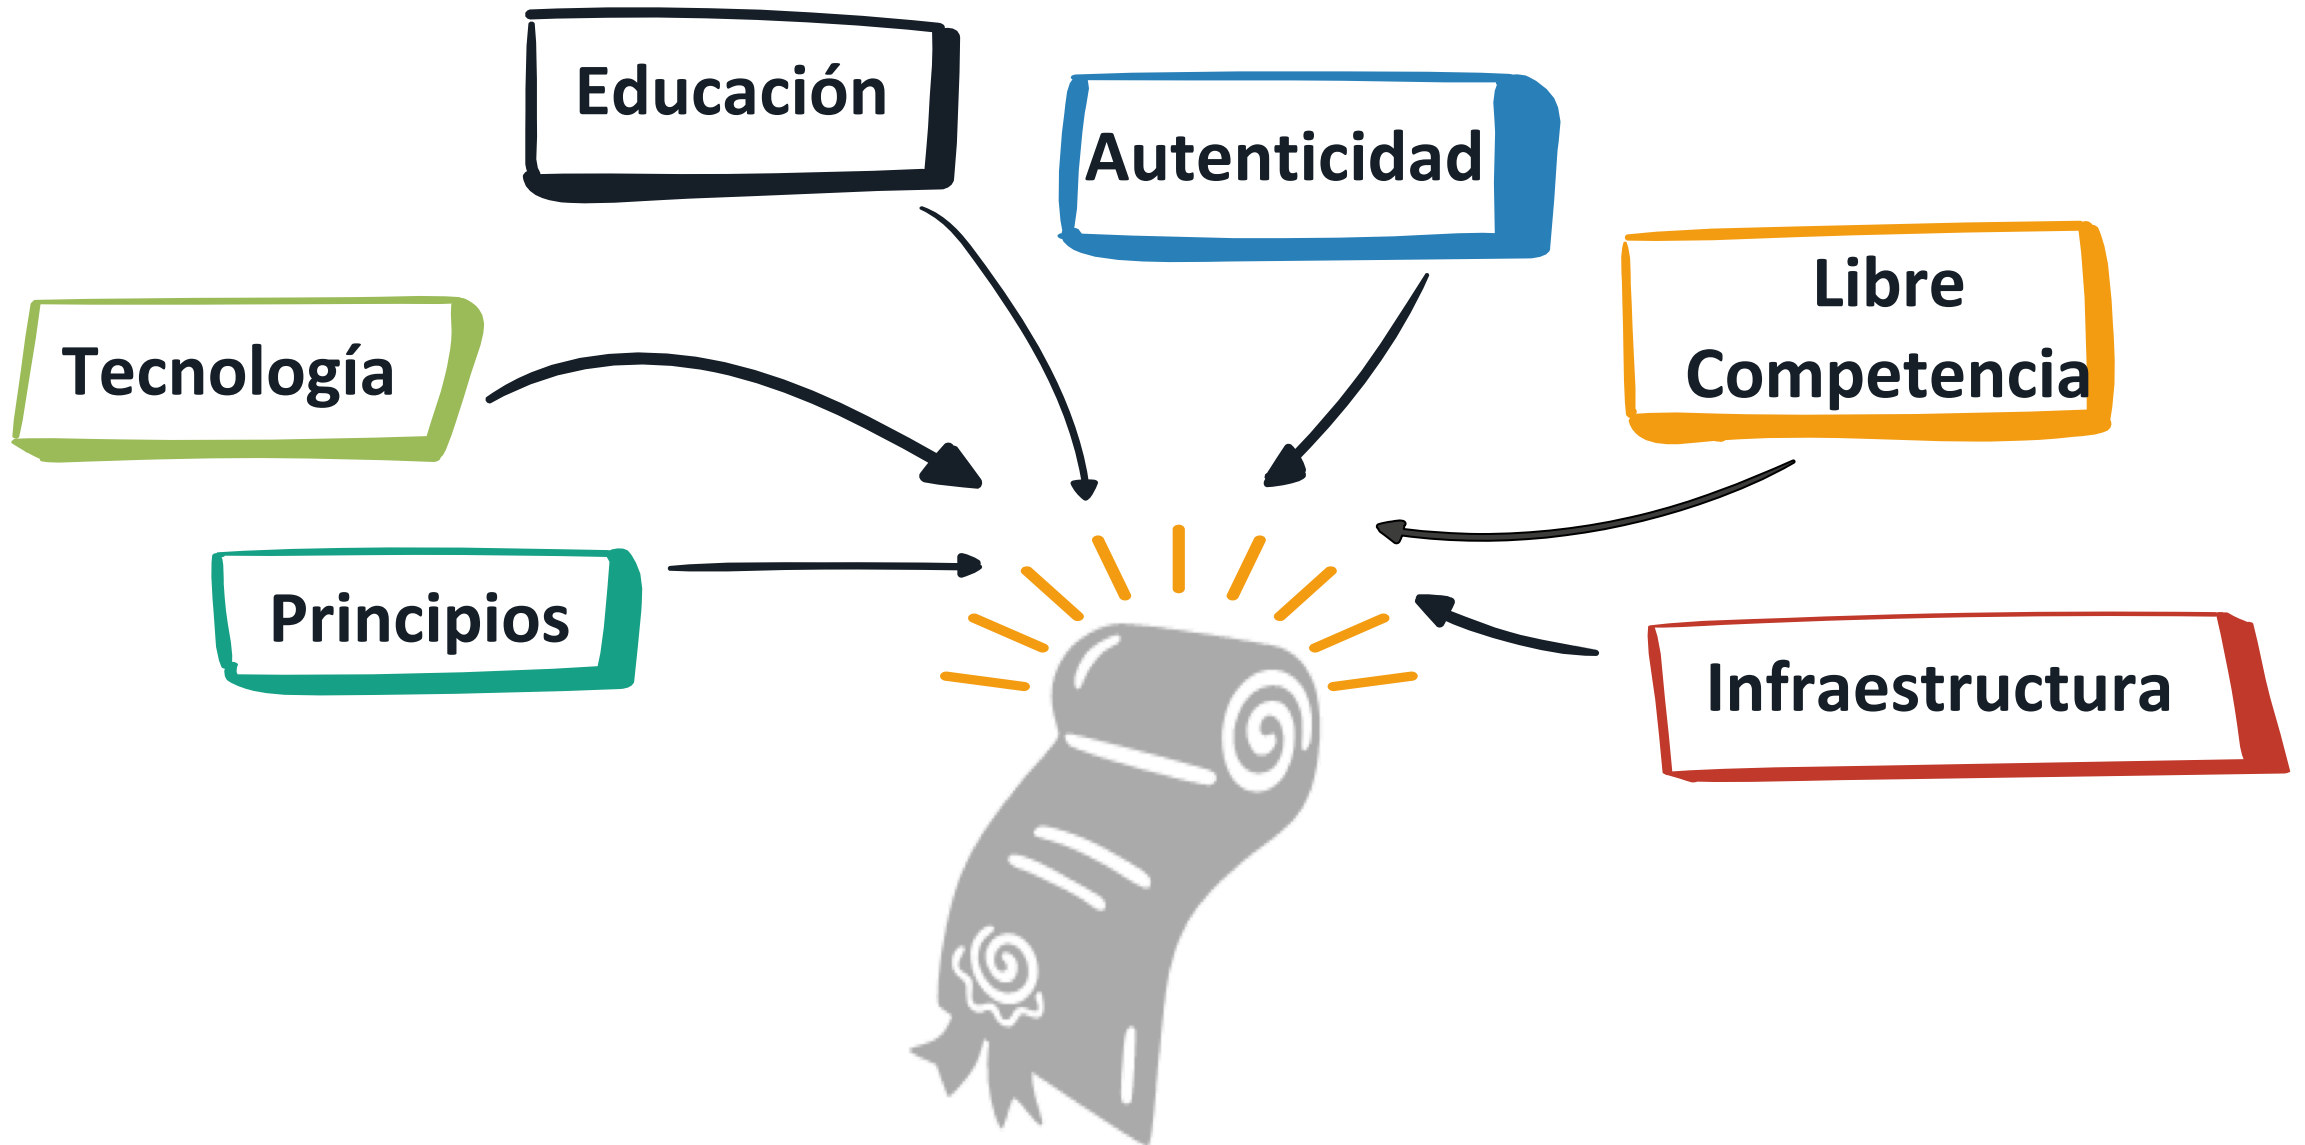 Educación
Autenticidad
Libre
Competencia
Tecnología
Principios
Infraestructura